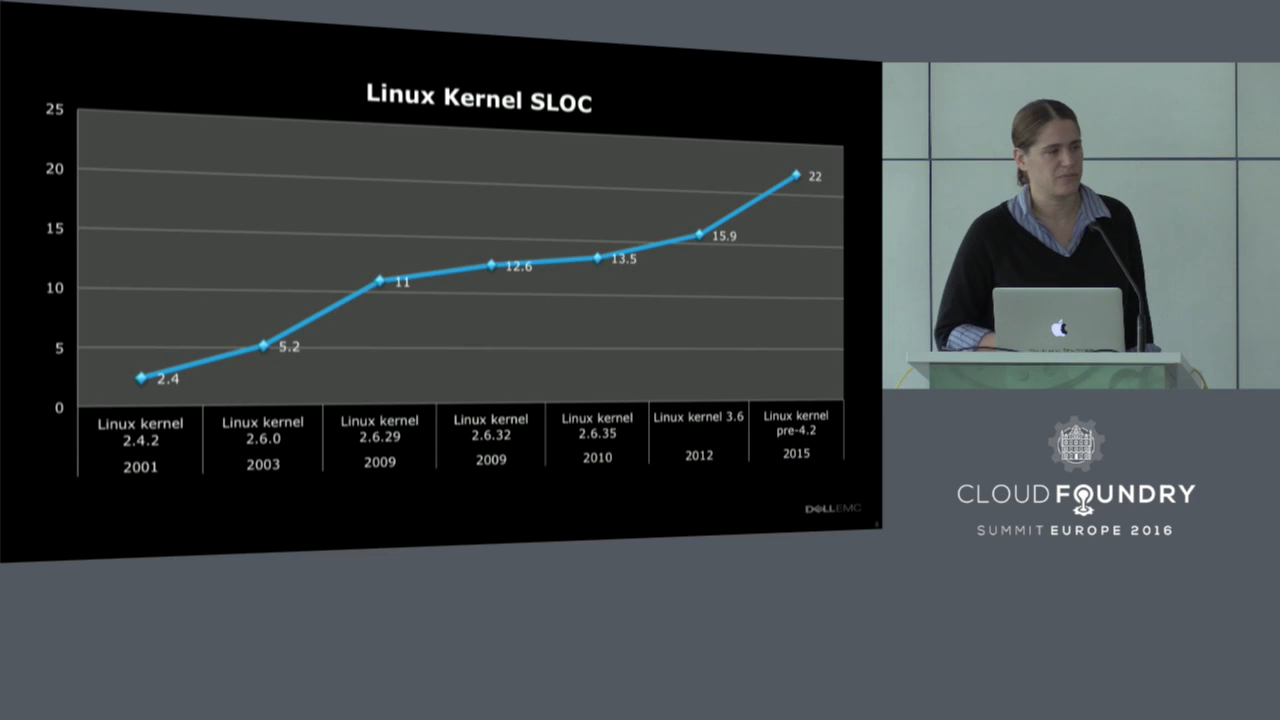 Linux Kernel SLOC
25
20
15
10
5
0
2.4
5.2
11
12.6
13.5
15.9
22
Linux kernel
2.4.2
2001
Linux kernel
2.6.0
2003
Linux kernel
2.6.29
2009
Linux kernel
2.6.32
2009
Linux kernel
2.6.35
2010
Linux kernel 3.6
2012
Linux kernel
pre-4.2
2015
DELLEMC
CLOUD FOUNDRY
SUMMIT EUROPE 2016